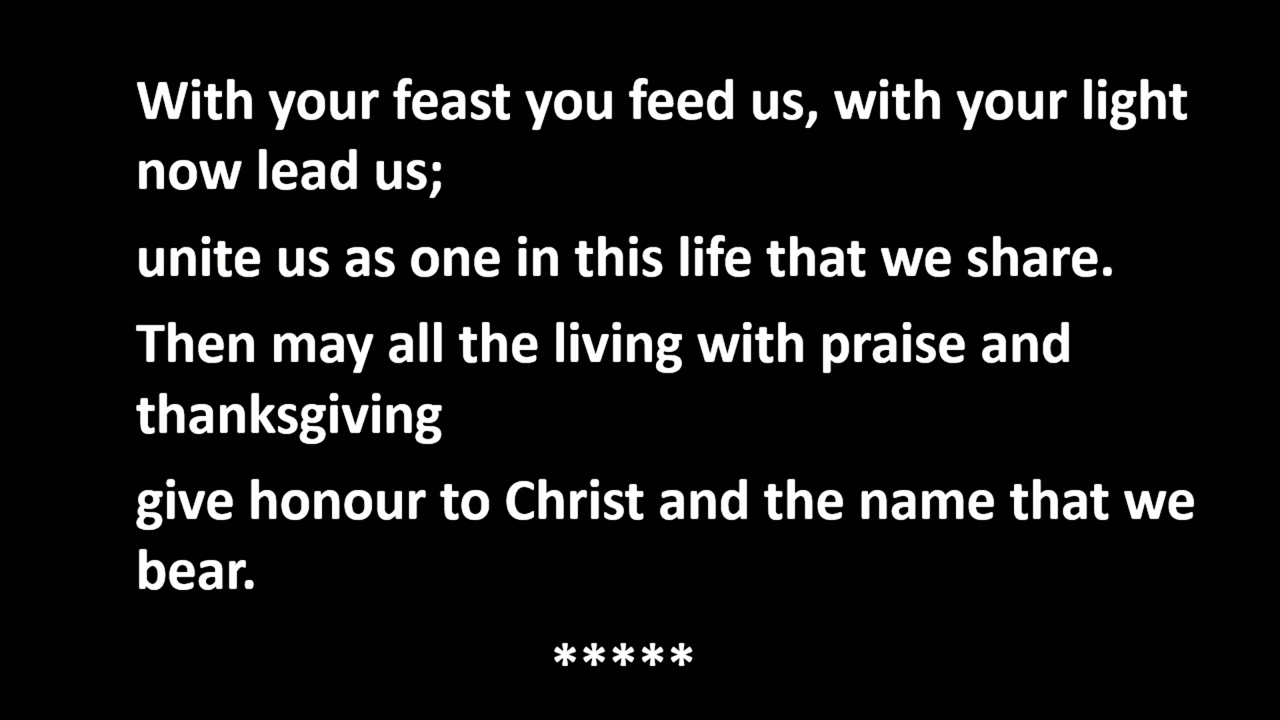 With your feast you feed us, with your light
now lead us;
unite us as one in this life that we share.
Then may all the living with praise and
thanksgiving
give honour to Christ and the name that we
bear.
*****